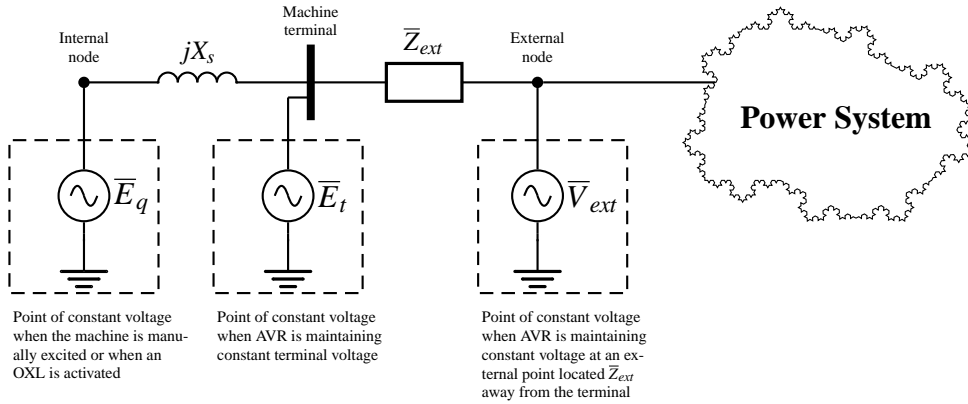 Internal
node
jX_s
Machine
terminal
Z̅_ext
External
node
Power System
E̅_q
E̅_t
V̅_ext
Point of constant voltage
when the machine is manu-
ally excited or when an
OXL is activated
Point of constant voltage
when AVR is maintaining
constant terminal voltage
Point of constant voltage
when AVR is maintaining
constant voltage at an ex-
ternal point located Z̅_ext
away from the terminal